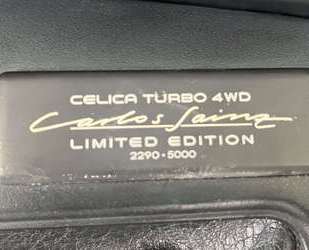 CELICA TURBO 4WD
Carlos Sainz
LIMITED EDITION
2290-5000